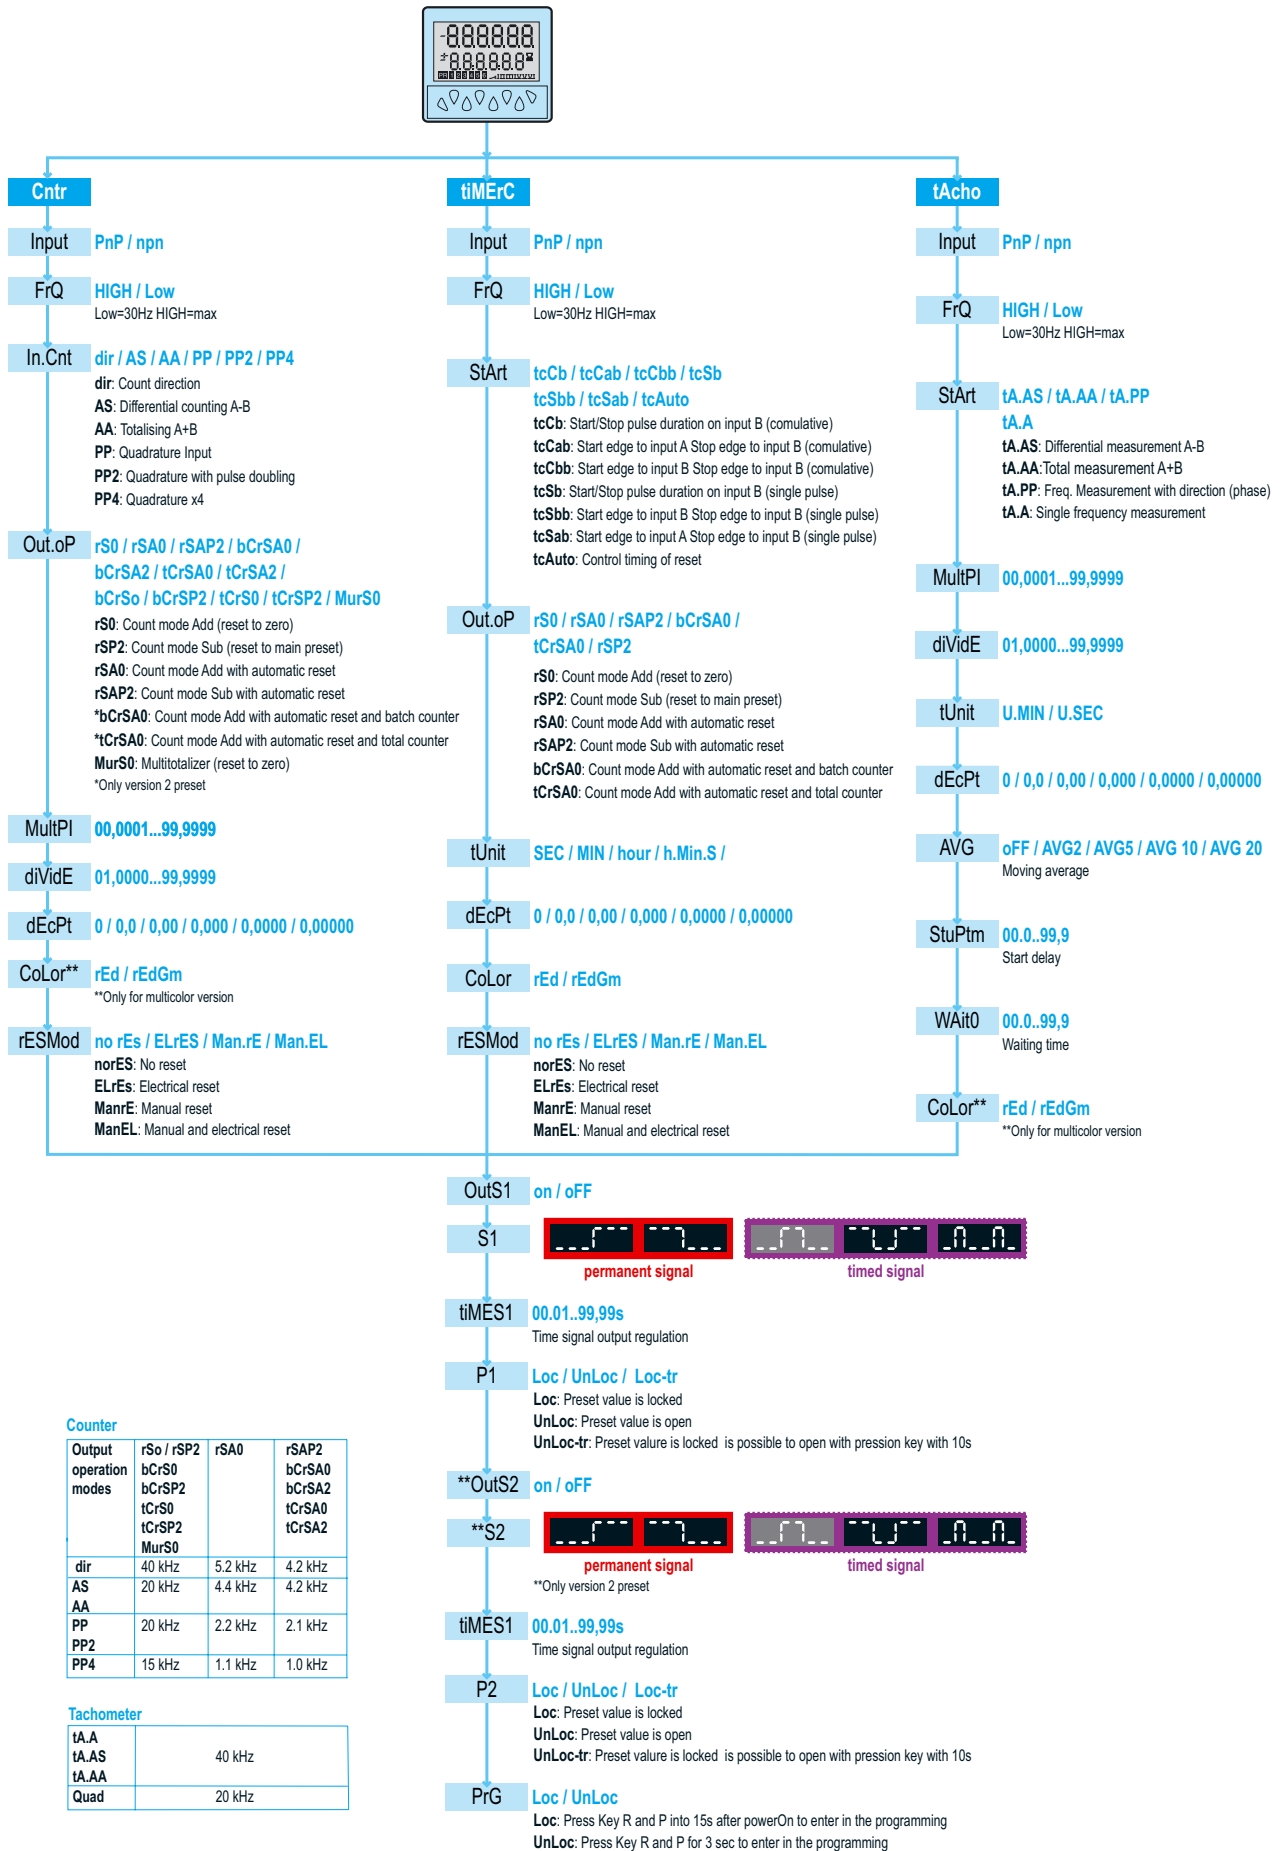 -8.8.8.8.8.8
8.8.8.8.8.8
PR 1 2 3 4 5 6
Cntr
Input PnP / npn
FrQ HIGH / Low
Low=30Hz HIGH=max
In.Cnt dir / AS / AA / PP / PP2 / PP4
dir: Count direction
AS: Differential counting A-B
AA: Totalising A+B
PP: Quadrature Input
PP2: Quadrature with pulse doubling
PP4: Quadrature x4
Out.oP rS0 / rSA0 / rSAP2 / bCrSA0 /
bCrSA2 / tCrSA0 / tCrSA2 /
bCrSo / bCrSP2 / tCrS0 / tCrSP2 / MurS0
rS0: Count mode Add (reset to zero)
rSP2: Count mode Sub (reset to main preset)
rSA0: Count mode Add with automatic reset
rSAP2: Count mode Sub with automatic reset
*bCrSA0: Count mode Add with automatic reset and batch counter
*tCrSA0: Count mode Add with automatic reset and total counter
MurS0: Multitotalizer (reset to zero)
*Only version 2 preset
MultPl 00,0001...99,9999
diVidE 01,0000...99,9999
dEcPt 0 / 0,0 / 0,00 / 0,000 / 0,0000 / 0,00000
CoLor** rEd / rEdGm
**Only for multicolor version
rESMod no rEs / ELrES / Man.rE / Man.EL
norES: No reset
ELrEs: Electrical reset
ManrE: Manual reset
ManEL: Manual and electrical reset
tiMErC
Input PnP / npn
FrQ HIGH / Low
Low=30Hz HIGH=max
StArt tcCb / tcCab / tcCbb / tcSb
tcSbb / tcSab / tcAuto
tcCb: Start/Stop pulse duration on input B (comulative)
tcCab: Start edge to input A Stop edge to input B (comulative)
tcCbb: Start edge to input B Stop edge to input B (comulative)
tcSb: Start/Stop pulse duration on input B (single pulse)
tcSbb: Start edge to input B Stop edge to input B (single pulse)
tcSab: Start edge to input A Stop edge to input B (single pulse)
tcAuto: Control timing of reset
Out.oP rS0 / rSA0 / rSAP2 / bCrSA0 /
tCrSA0 / rSP2
rS0: Count mode Add (reset to zero)
rSP2: Count mode Sub (reset to main preset)
rSA0: Count mode Add with automatic reset
rSAP2: Count mode Sub with automatic reset
bCrSA0: Count mode Add with automatic reset and batch counter
tCrSA0: Count mode Add with automatic reset and total counter
tUnit SEC / MIN / hour / h.Min.S /
dEcPt 0 / 0,0 / 0,00 / 0,000 / 0,0000 / 0,00000
CoLor rEd / rEdGm
rESMod no rEs / ELrES / Man.rE / Man.EL
norES: No reset
ELrEs: Electrical reset
ManrE: Manual reset
ManEL: Manual and electrical reset
tAcho
Input PnP / npn
FrQ HIGH / Low
Low=30Hz HIGH=max
StArt tA.AS / tA.AA / tA.PP
tA.A
tA.AS: Differential measurement A-B
tA.AA:Total measurement A+B
tA.PP: Freq. Measurement with direction (phase)
tA.A: Single frequency measurement
MultPl 00,0001...99,9999
diVidE 01,0000...99,9999
tUnit U.MIN / U.SEC
dEcPt 0 / 0,0 / 0,00 / 0,000 / 0,0000 / 0,00000
AVG oFF / AVG2 / AVG5 / AVG 10 / AVG 20
Moving average
StuPtm 00.0..99,9
Start delay
WAit0 00.0..99,9
Waiting time
CoLor** rEd / rEdGm
**Only for multicolor version
OutS1 on / oFF
S1
permanent signal timed signal
tiMES1 00.01..99,99s
Time signal output regulation
P1 Loc / UnLoc / Loc-tr
Loc: Preset value is locked
UnLoc: Preset value is open
UnLoc-tr: Preset valure is locked is possible to open with pression key with 10s
**OutS2 on / oFF
**S2
permanent signal timed signal
**Only version 2 preset
tiMES1 00.01..99,99s
Time signal output regulation
P2 Loc / UnLoc / Loc-tr
Loc: Preset value is locked
UnLoc: Preset value is open
UnLoc-tr: Preset valure is locked is possible to open with pression key with 10s
PrG Loc / UnLoc
Loc: Press Key R and P into 15s after powerOn to enter in the programming
UnLoc: Press Key R and P for 3 sec to enter in the programming
Counter
Output rSo / rSP2 rSA0 rSAP2
operation bCrS0 bCrSA0
modes bCrSP2 bCrSA2
tCrS0 tCrSA0
tCrSP2 tCrSA2
MurS0
dir 40 kHz 5.2 kHz 4.2 kHz
AS 20 kHz 4.4 kHz 4.2 kHz
AA
PP 20 kHz 2.2 kHz 2.1 kHz
PP2
PP4 15 kHz 1.1 kHz 1.0 kHz
Tachometer
tA.A
tA.AS 40 kHz
tA.AA
Quad 20 kHz